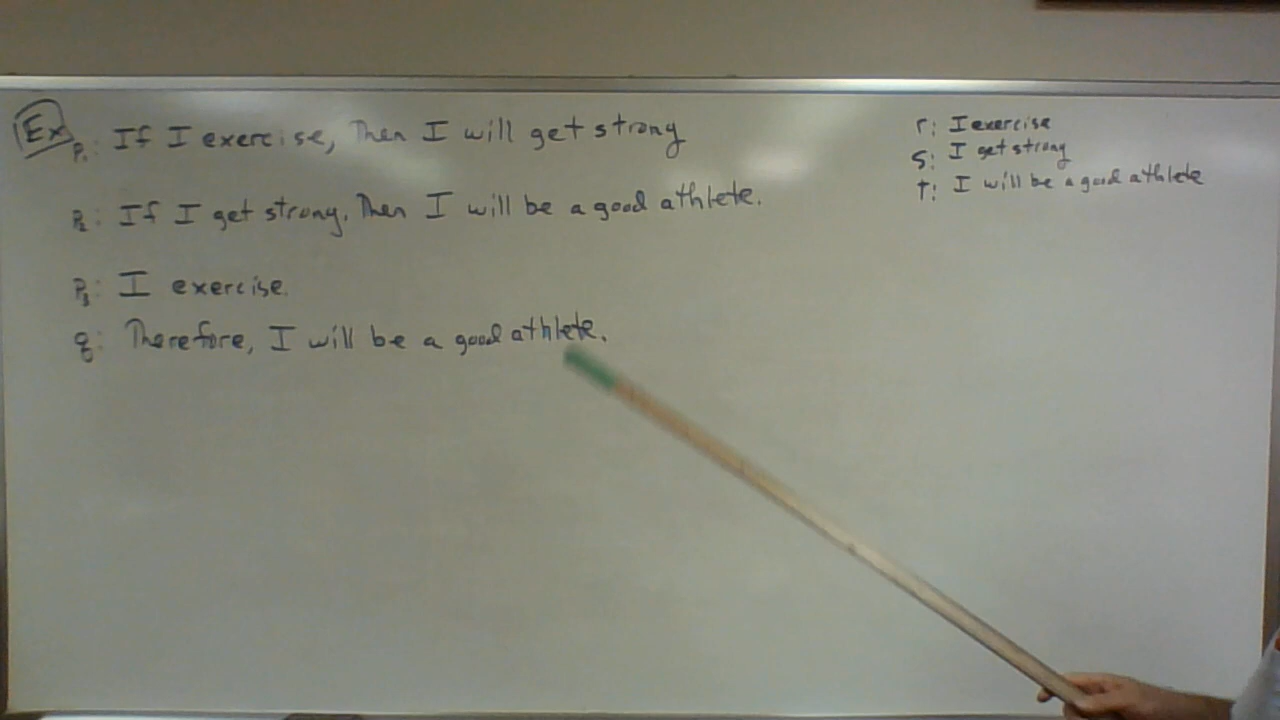 Ex P₁: If I exercise, Then I will get strong
P₂: If I get strong, Then I will be a good athlete.
P₃: I exercise.
q: Therefore, I will be a good athlete.
r: I exercise
s: I get strong
t: I will be a good athlete